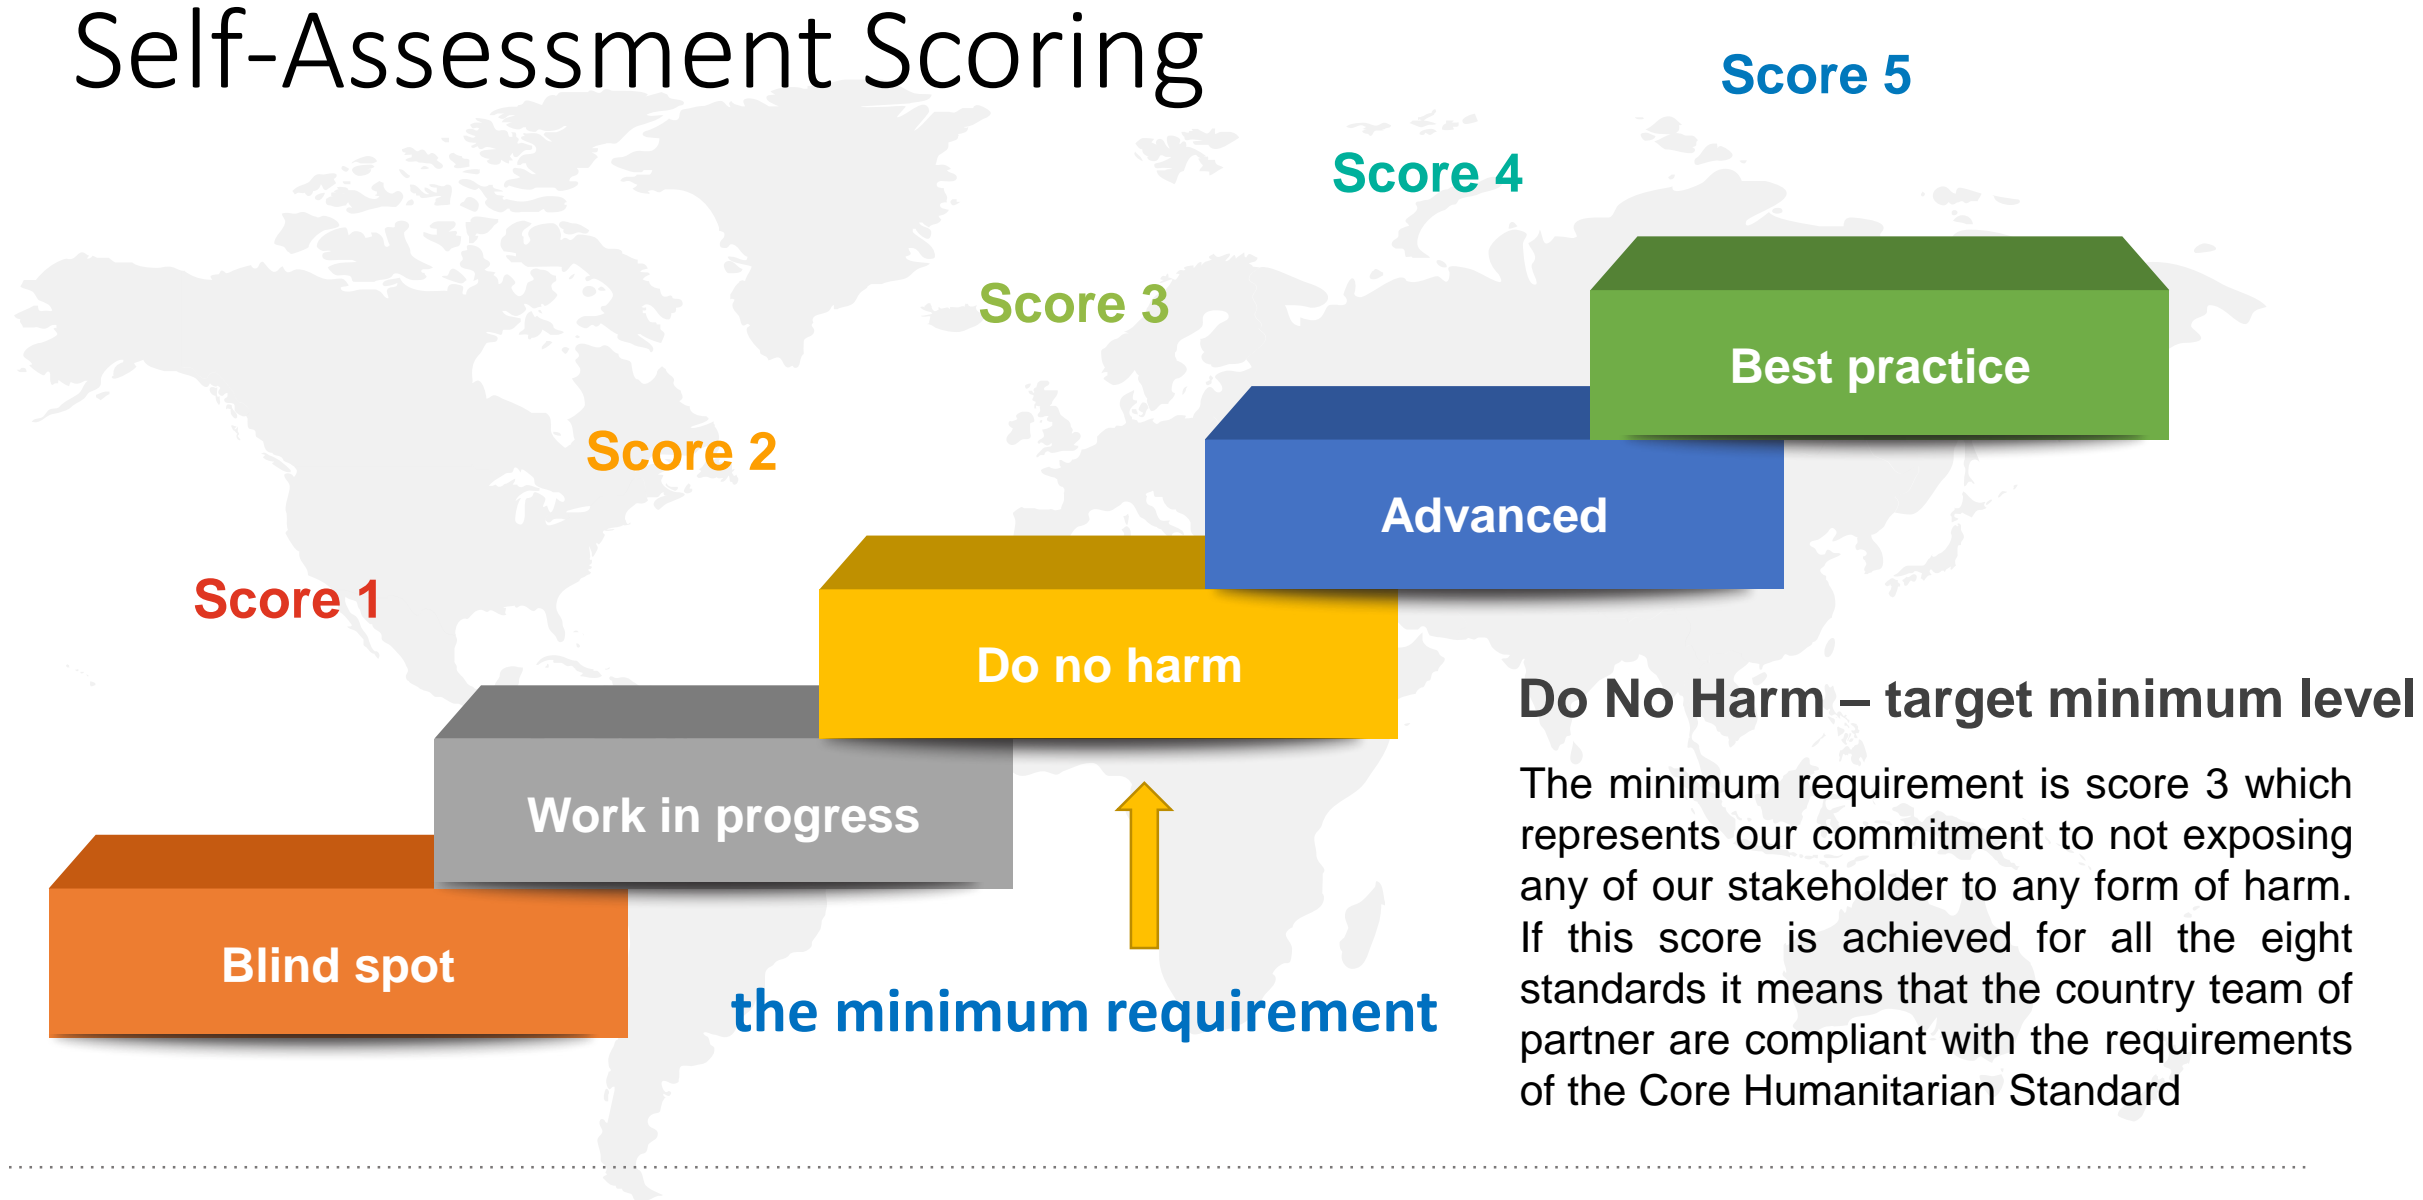 Self-Assessment Scoring
Score 5
Score 4
Score 3
Best practice
Score 2
Advanced
Score 1
Do no harm
Work in progress
Blind spot
the minimum requirement
Do No Harm – target minimum level
The minimum requirement is score 3 which
represents our commitment to not exposing
any of our stakeholder to any form of harm.
If this score is achieved for all the eight
standards it means that the country team of
partner are compliant with the requirements
of the Core Humanitarian Standard